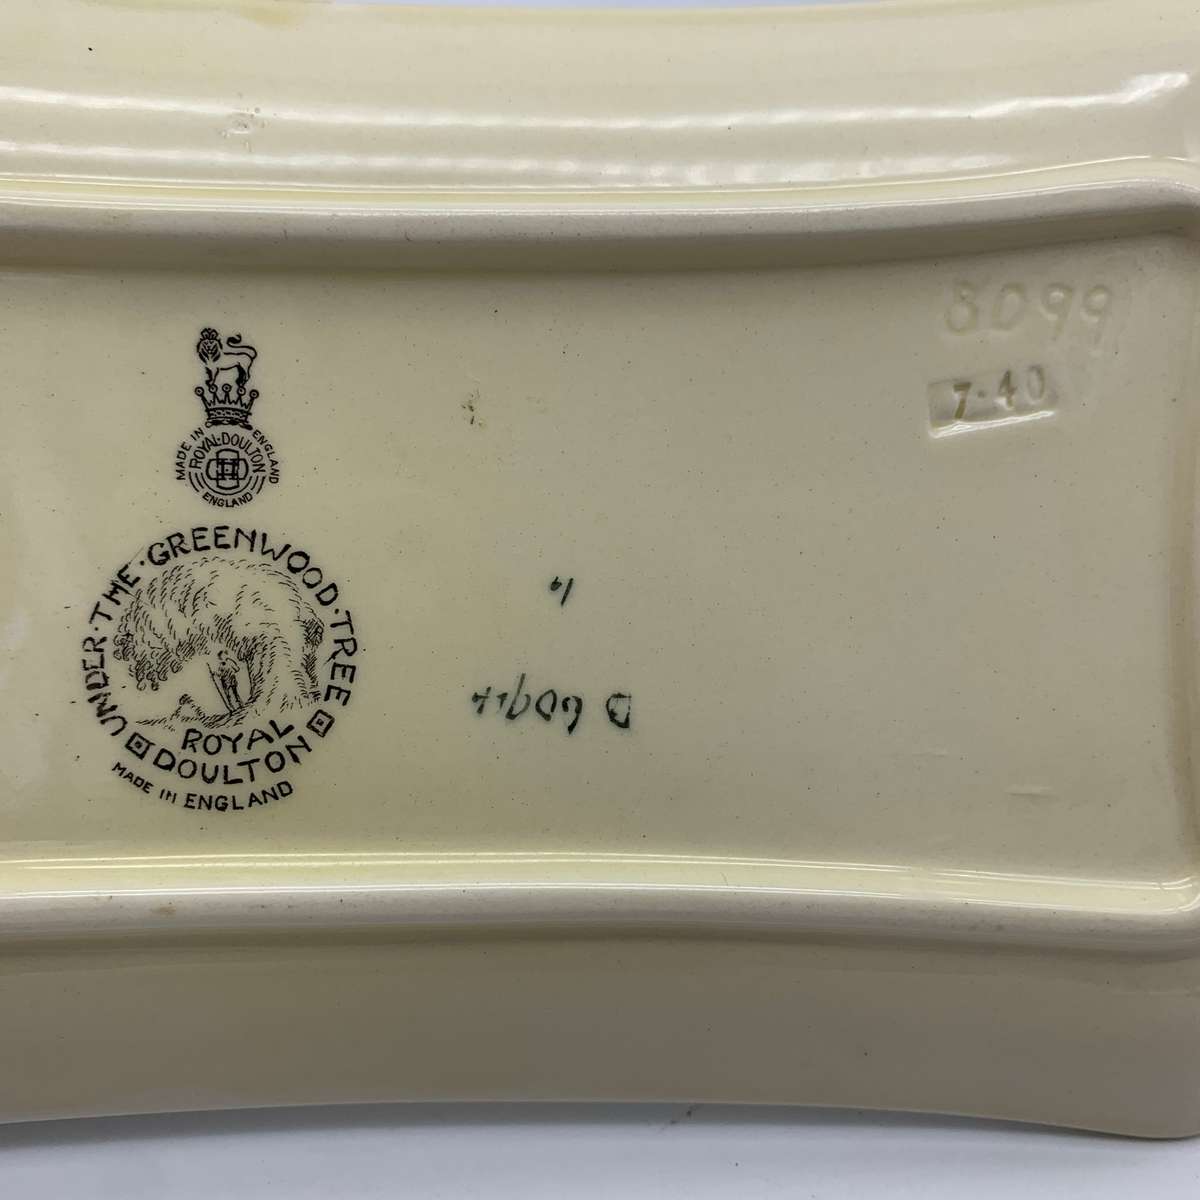 MADE IN ENGLAND
ROYAL·DOULTON
ENGLAND
UNDER·THE·GREENWOOD·TREE
ROYAL
DOULTON
MADE IN ENGLAND
8099
7·40
D 6094